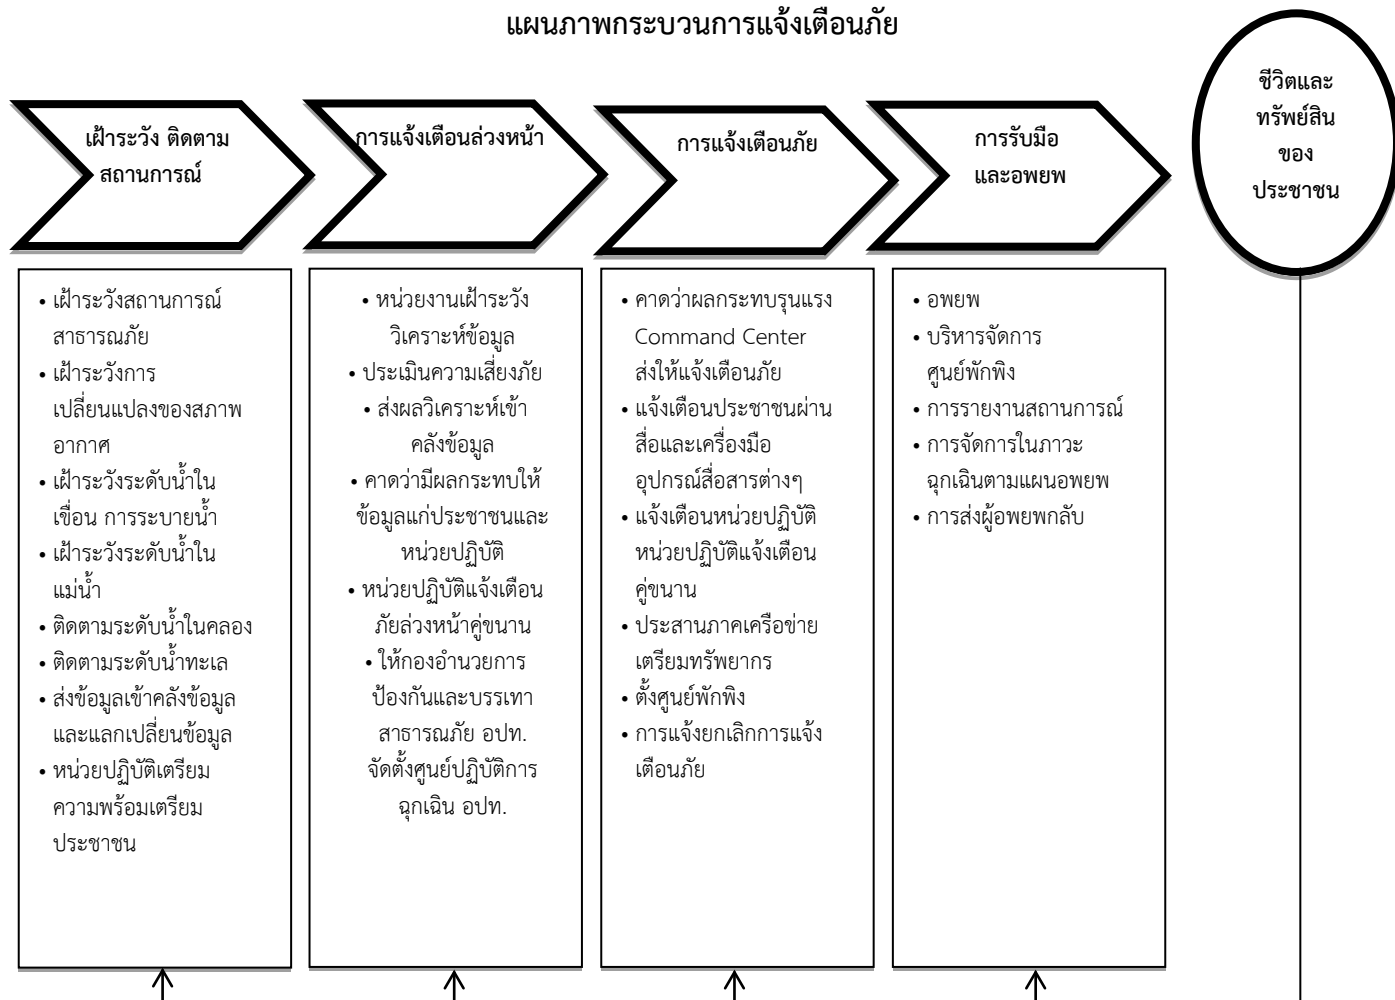 แผนภาพกระบวนการแจ้งเตือนภัย
เฝ้าระวัง ติดตาม
สถานการณ์
การแจ้งเตือนล่วงหน้า
การแจ้งเตือนภัย
การรับมือ
และอพยพ
ชีวิตและ
ทรัพย์สิน
ของ
ประชาชน
• เฝ้าระวังสถานการณ์
สาธารณภัย
• เฝ้าระวังการ
เปลี่ยนแปลงของสภาพ
อากาศ
• เฝ้าระวังระดับน้ำใน
เขื่อน การระบายน้ำ
• เฝ้าระวังระดับน้ำใน
แม่น้ำ
• ติดตามระดับน้ำในคลอง
• ติดตามระดับน้ำทะเล
• ส่งข้อมูลเข้าคลังข้อมูล
และแลกเปลี่ยนข้อมูล
• หน่วยปฏิบัติเตรียม
ความพร้อมเตรียม
ประชาชน
• หน่วยงานเฝ้าระวัง
วิเคราะห์ข้อมูล
• ประเมินความเสี่ยงภัย
• ส่งผลวิเคราะห์เข้า
คลังข้อมูล
• คาดว่ามีผลกระทบให้
ข้อมูลแก่ประชาชนและ
หน่วยปฏิบัติ
• หน่วยปฏิบัติแจ้งเตือน
ภัยล่วงหน้าคู่ขนาน
• ให้กองอำนวยการ
ป้องกันและบรรเทา
สาธารณภัย อปท.
จัดตั้งศูนย์ปฏิบัติการ
ฉุกเฉิน อปท.
• คาดว่าผลกระทบรุนแรง
Command Center
ส่งให้แจ้งเตือนภัย
• แจ้งเตือนประชาชนผ่าน
สื่อและเครื่องมือ
อุปกรณ์สื่อสารต่างๆ
• แจ้งเตือนหน่วยปฏิบัติ
หน่วยปฏิบัติแจ้งเตือน
คู่ขนาน
• ประสานภาคเครือข่าย
เตรียมทรัพยากร
• ตั้งศูนย์พักพิง
• การแจ้งยกเลิกการแจ้ง
เตือนภัย
• อพยพ
• บริหารจัดการ
ศูนย์พักพิง
• การรายงานสถานการณ์
• การจัดการในภาวะ
ฉุกเฉินตามแผนอพยพ
• การส่งผู้อพยพกลับ